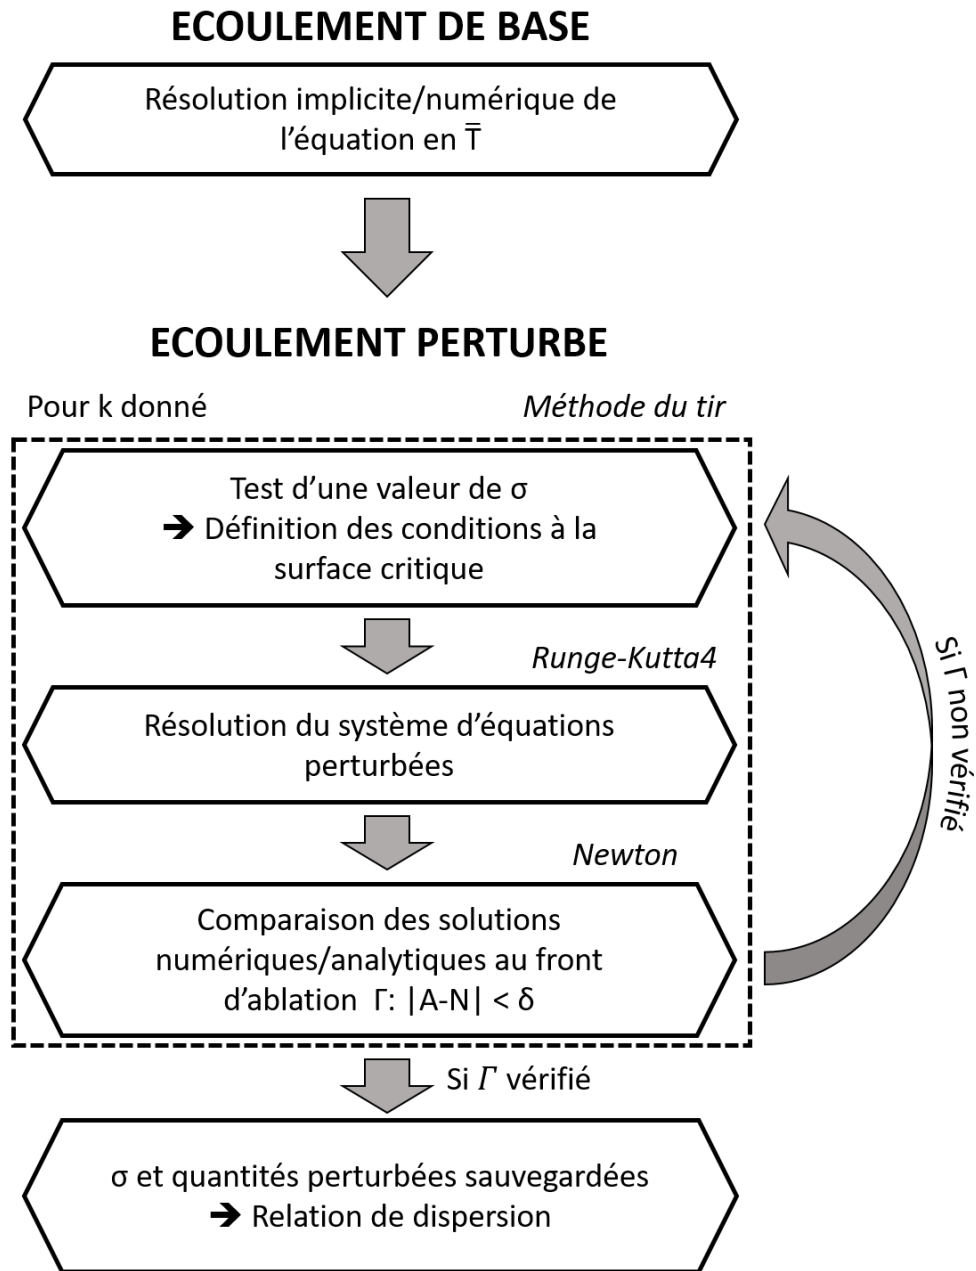 ECOULEMENT DE BASE
Résolution implicite/numérique de
l'équation en T̅
ECOULEMENT PERTURBE
Pour k donné
Méthode du tir
Test d'une valeur de σ
➔ Définition des conditions à la
surface critique
Runge-Kutta4
Résolution du système d'équations
perturbées
Newton
Comparaison des solutions
numériques/analytiques au front
d'ablation Γ: |A-N| < δ
Si Γ non vérifié
Si Γ vérifié
σ et quantités perturbées sauvegardées
➔ Relation de dispersion